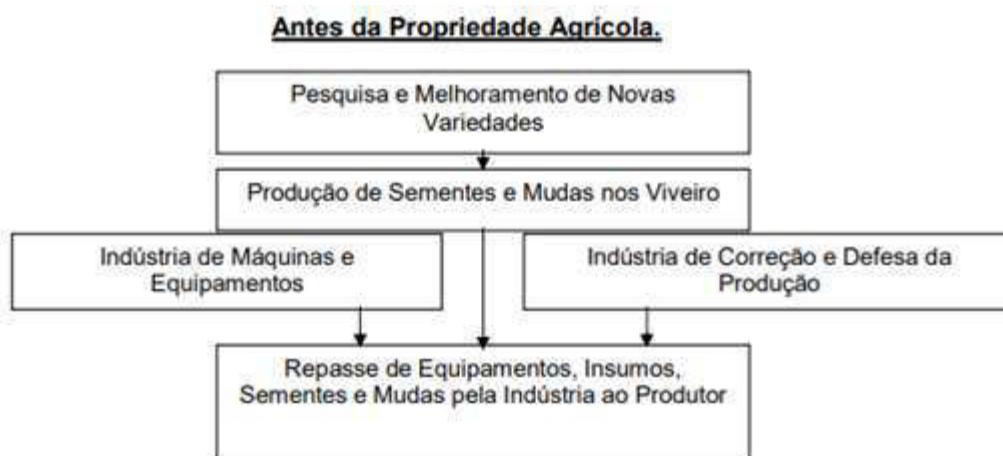 Antes da Propriedade Agrícola.
Pesquisa e Melhoramento de Novas
Variedades
Produção de Sementes e Mudas nos Viveiro
Indústria de Máquinas e
Equipamentos
Indústria de Correção e Defesa da
Produção
Repasse de Equipamentos, Insumos,
Sementes e Mudas pela Indústria ao Produtor